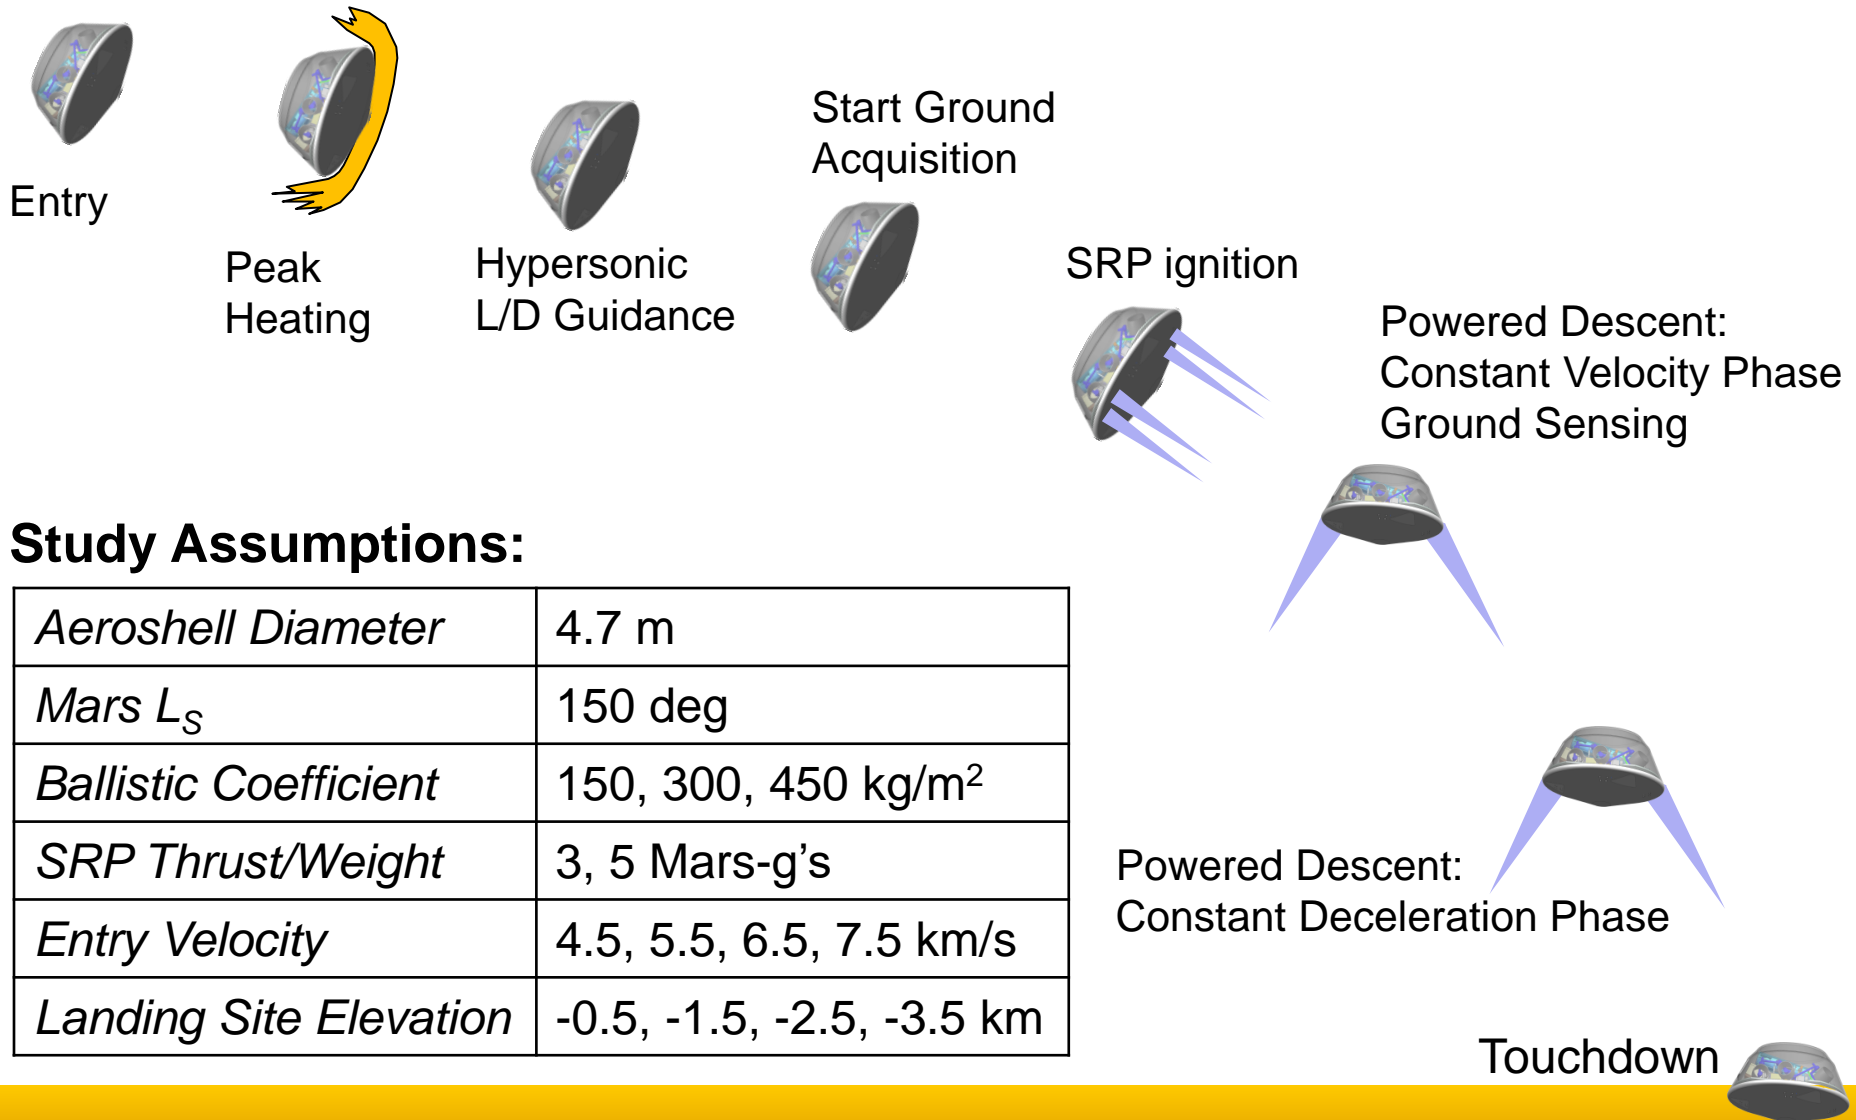 Entry
Peak
Heating
Hypersonic
L/D Guidance
Start Ground
Acquisition
SRP ignition
Powered Descent:
Constant Velocity Phase
Ground Sensing
Study Assumptions:
Aeroshell Diameter 4.7 m
Mars LS 150 deg
Ballistic Coefficient 150, 300, 450 kg/m2
SRP Thrust/Weight 3, 5 Mars-g's
Entry Velocity 4.5, 5.5, 6.5, 7.5 km/s
Landing Site Elevation -0.5, -1.5, -2.5, -3.5 km
Powered Descent:
Constant Deceleration Phase
Touchdown